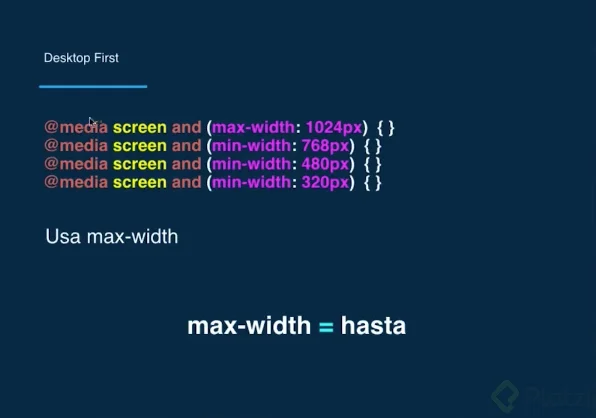 Desktop First
@media screen and (max-width: 1024px) { }
@media screen and (min-width: 768px) { }
@media screen and (min-width: 480px) { }
@media screen and (min-width: 320px) { }
Usa max-width
max-width = hasta
Platzi